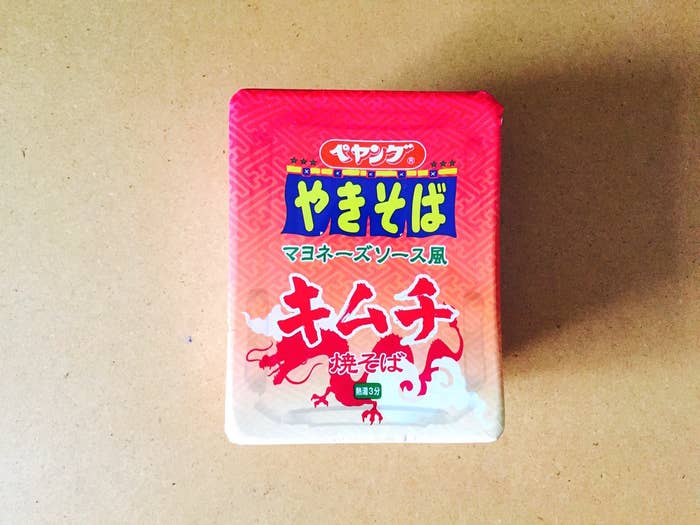 ペヤング®
やきそば
マヨネーズソース風
キムチ
焼そば
熱湯3分